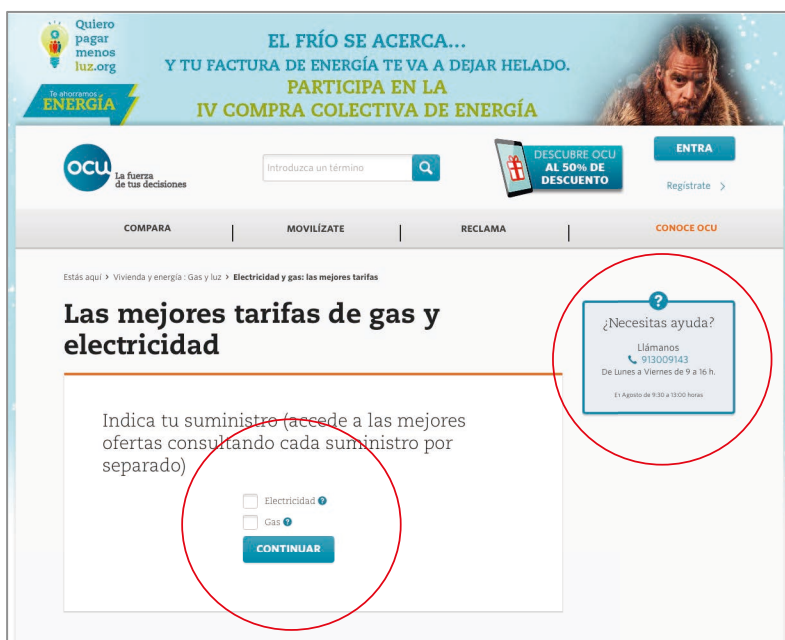 Quiero
pagar
menos
luz.org
Te ahorramos
ENERGÍA
EL FRÍO SE ACERCA...
Y TU FACTURA DE ENERGÍA TE VA A DEJAR HELADO.
PARTICIPA EN LA
IV COMPRA COLECTIVA DE ENERGÍA
ocu
La fuerza
de tus decisiones
Introduzca un término
DESCUBRE OCU
AL 50% DE
DESCUENTO
ENTRA
Regístrate >
COMPARA | MOVILÍZATE | RECLAMA | CONOCE OCU
Estás aquí > Vivienda y energía : Gas y luz > Electricidad y gas: las mejores tarifas
Las mejores tarifas de gas y
electricidad
?
¿Necesitas ayuda?
Llámanos
913009143
De Lunes a Viernes de 9 a 16 h.
En Agosto de 9:30 a 13:00 horas
Indica tu suministro (accede a las mejores
ofertas consultando cada suministro por
separado)
Electricidad ?
Gas ?
CONTINUAR